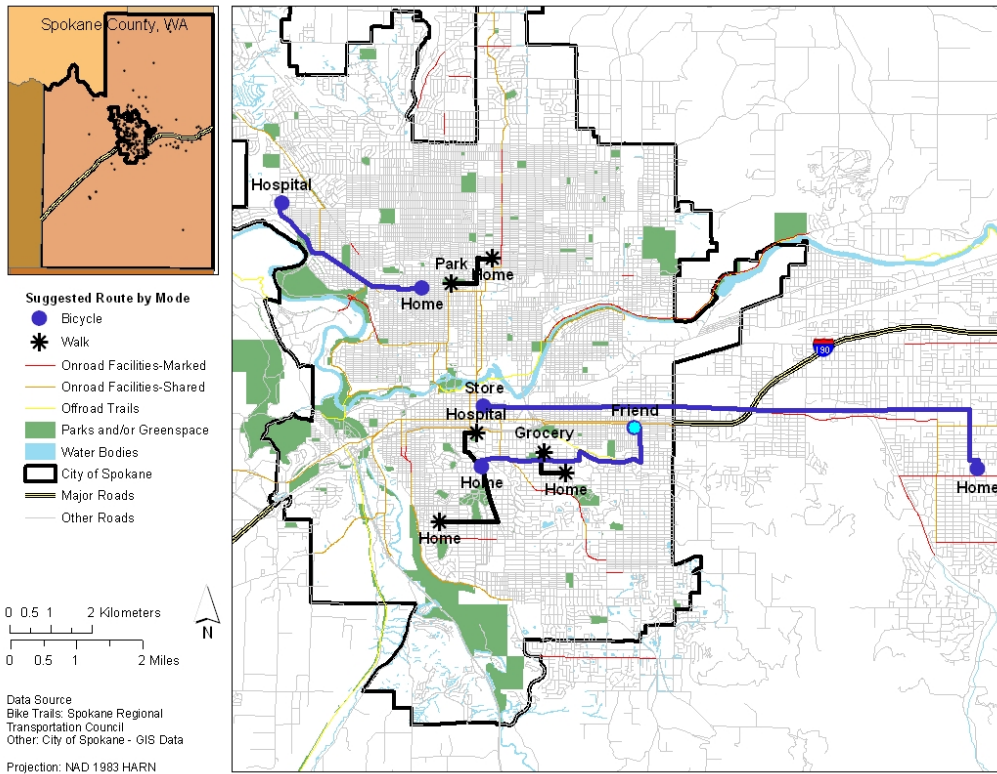 Spokane County, WA
Suggested Route by Mode
Bicycle
Walk
Onroad Facilities-Marked
Onroad Facilities-Shared
Offroad Trails
Parks and/or Greenspace
Water Bodies
City of Spokane
Major Roads
Other Roads
0 0.5 1 2 Kilometers
0 0.5 1 2 Miles
N
Data Source
Bike Trails: Spokane Regional
Transportation Council
Other: City of Spokane - GIS Data
Projection: NAD 1983 HARN
Hospital
Park
Home
Home
190
Store
Hospital
Friend
Grocery
Home
Home
Home
Home